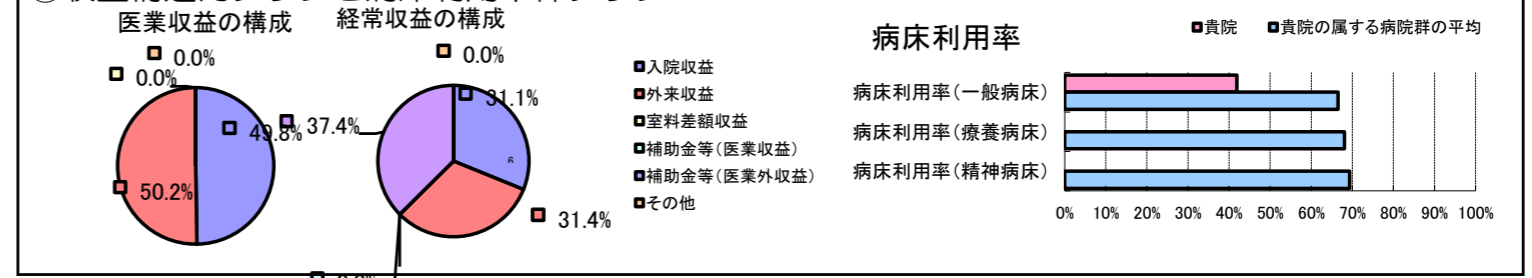 医業収益の構成
0.0%
0.0%
49.8%
50.2%
経常収益の構成
0.0%
31.1%
37.4%
6
31.4%
入院収益
外来収益
室料差額収益
補助金等(医業収益)
補助金等(医業外収益)
その他
病床利用率
貴院
貴院の属する病院群の平均
病床利用率(一般病床)
病床利用率(療養病床)
病床利用率(精神病床)
0% 10% 20% 30% 40% 50% 60% 70% 80% 90% 100%